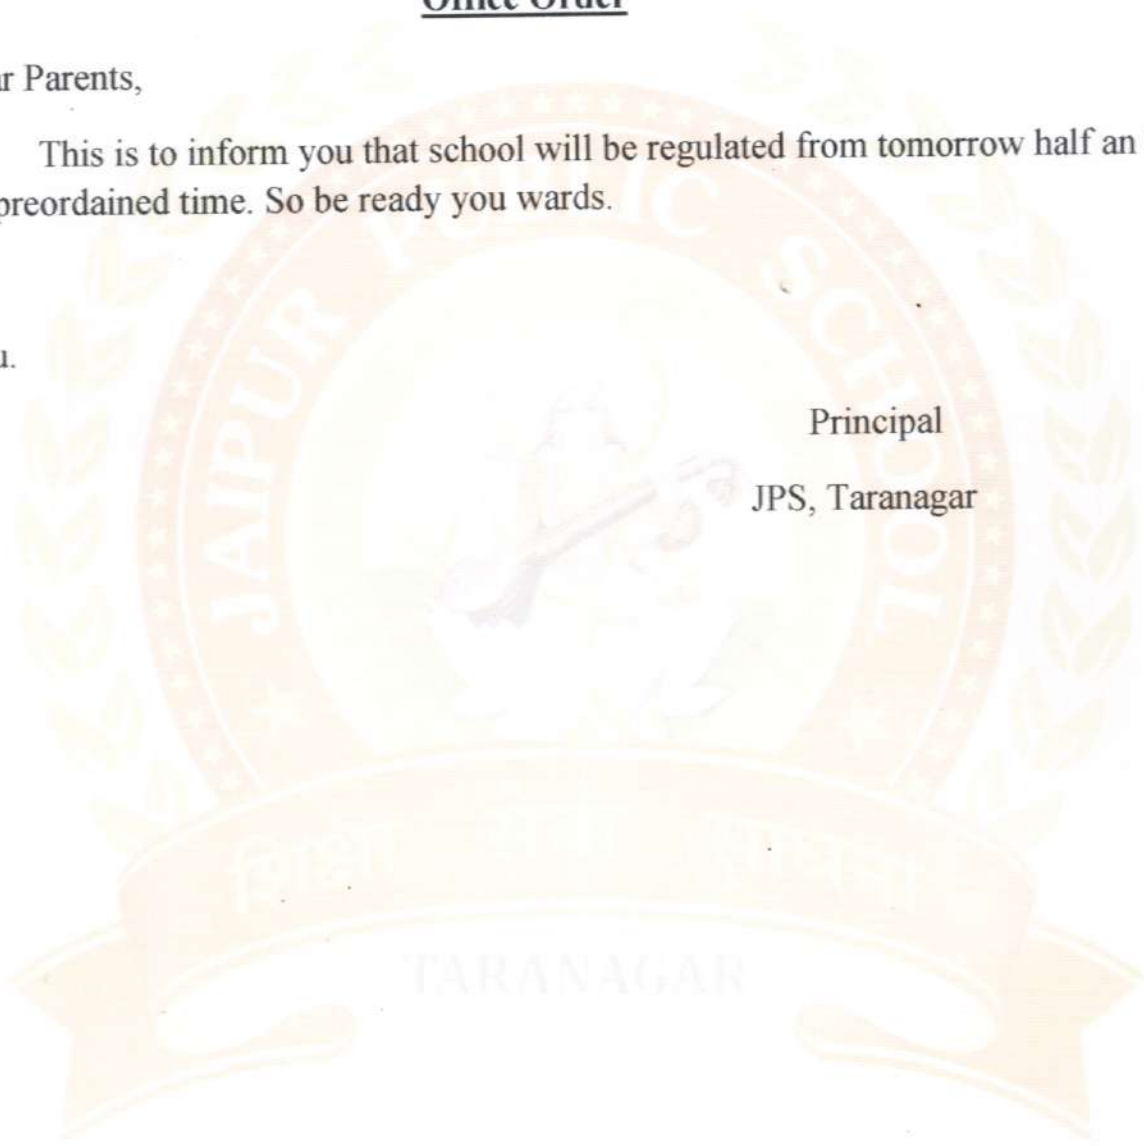 Office Order
r Parents,
This is to inform you that school will be regulated from tomorrow half an
preordained time. So be ready you wards.
u.
Principal
JPS, Taranagar
JAIPUR PUBLIC SCHOOL
TARANAGAR